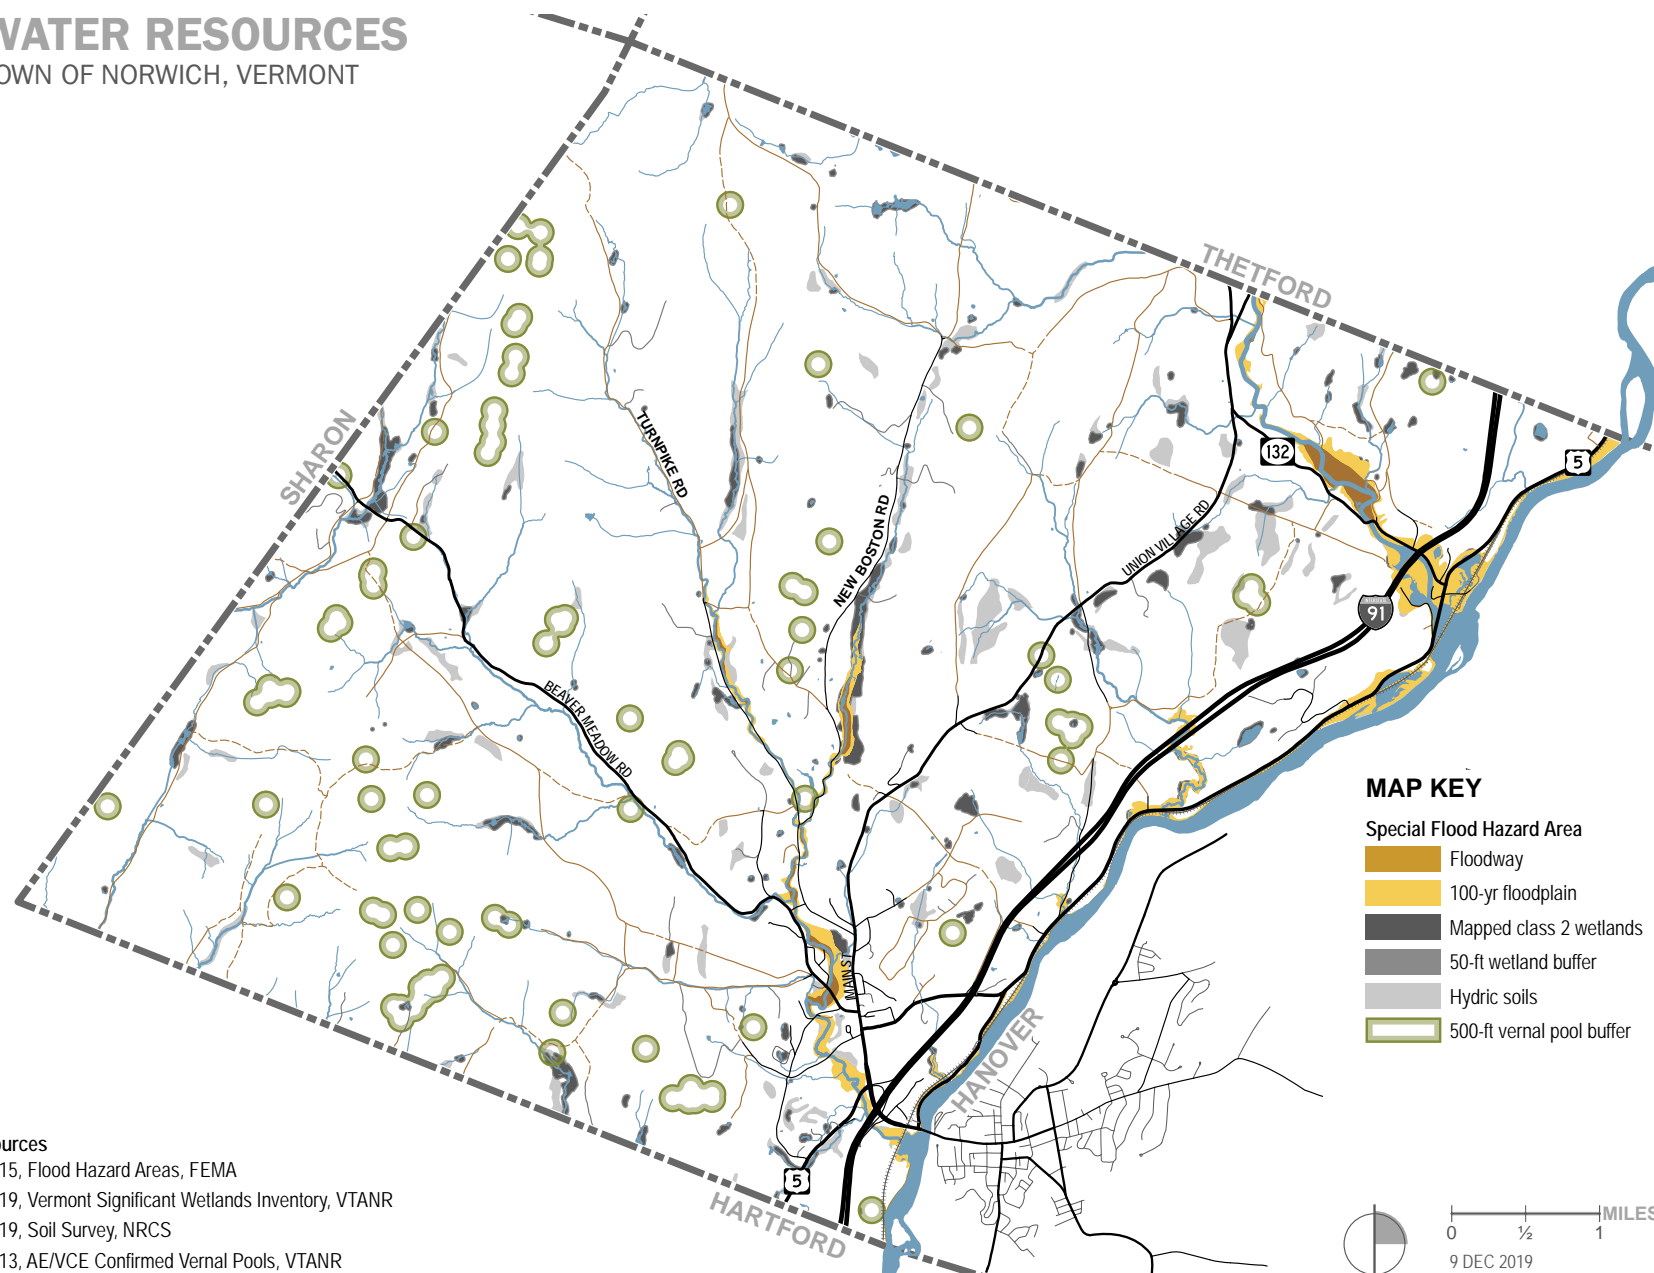 WATER RESOURCES
OWN OF NORWICH, VERMONT
THETFORD
SHARON
TURNPIKE RD
132
5
NEW BOSTON RD
UNION VILLAGE RD
91
BEAVER MEADOW RD
MAIN ST
HANOVER
5
HARTFORD
MAP KEY
Special Flood Hazard Area
Floodway
100-yr floodplain
Mapped class 2 wetlands
50-ft wetland buffer
Hydric soils
500-ft vernal pool buffer
urces
15, Flood Hazard Areas, FEMA
19, Vermont Significant Wetlands Inventory, VTANR
19, Soil Survey, NRCS
13, AE/VCE Confirmed Vernal Pools, VTANR
MILES
0 ½ 1
9 DEC 2019